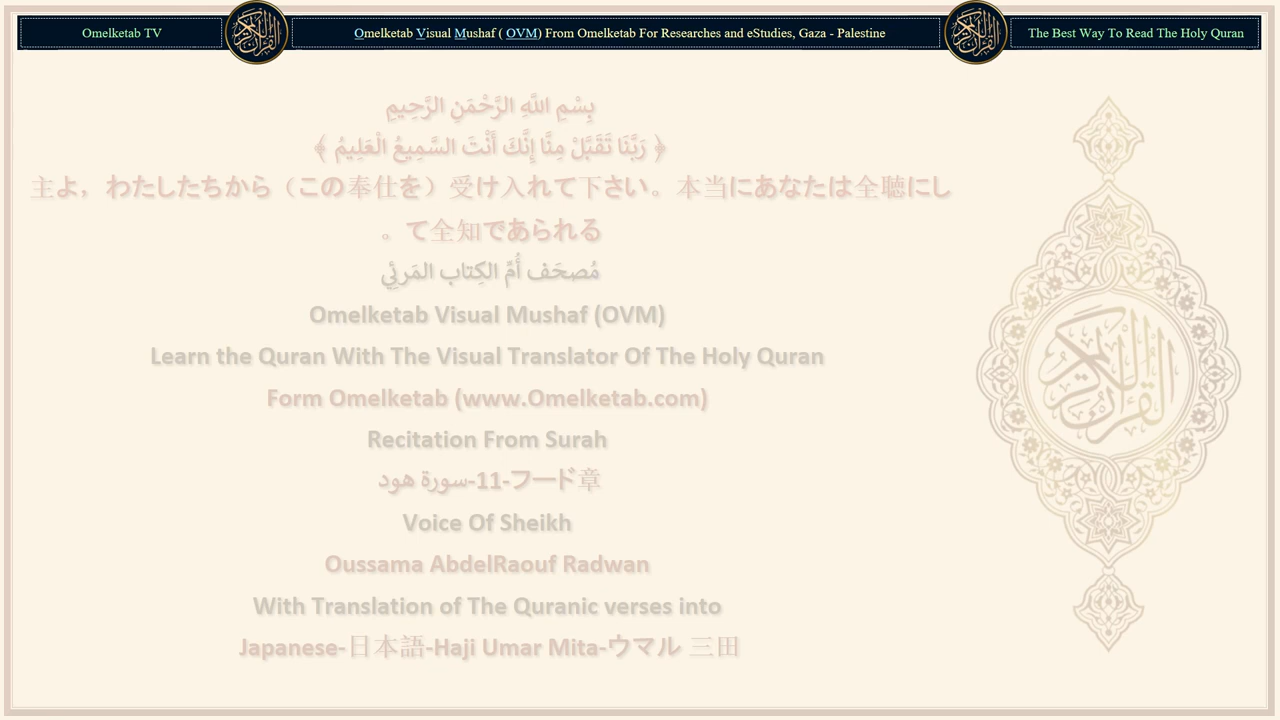 Omelketab TV
Omelketab Visual Mushaf ( OVM) From Omelketab For Researches and eStudies, Gaza - Palestine
The Best Way To Read The Holy Quran
بِسْمِ اللَّهِ الرَّحْمَنِ الرَّحِيمِ
﴿ رَبَّنَا تَقَبَّلْ مِنَّا إِنَّكَ أَنْتَ السَّمِيعُ الْعَلِيمُ ﴾
主よ，わたしたちから（この奉仕を）受け入れて下さい。本当にあなたは全聴にし
て全知であられる。
مُصحَف أُمِّ الكِتاب المَرئِي
Omelketab Visual Mushaf (OVM)
Learn the Quran With The Visual Translator Of The Holy Quran
Form Omelketab (www.Omelketab.com)
Recitation From Surah
سورة هود-11-フード章
Voice Of Sheikh
Oussama AbdelRaouf Radwan
With Translation of The Quranic verses into
Japanese-日本語-Haji Umar Mita-ウマル 三田
القرآن الكريم